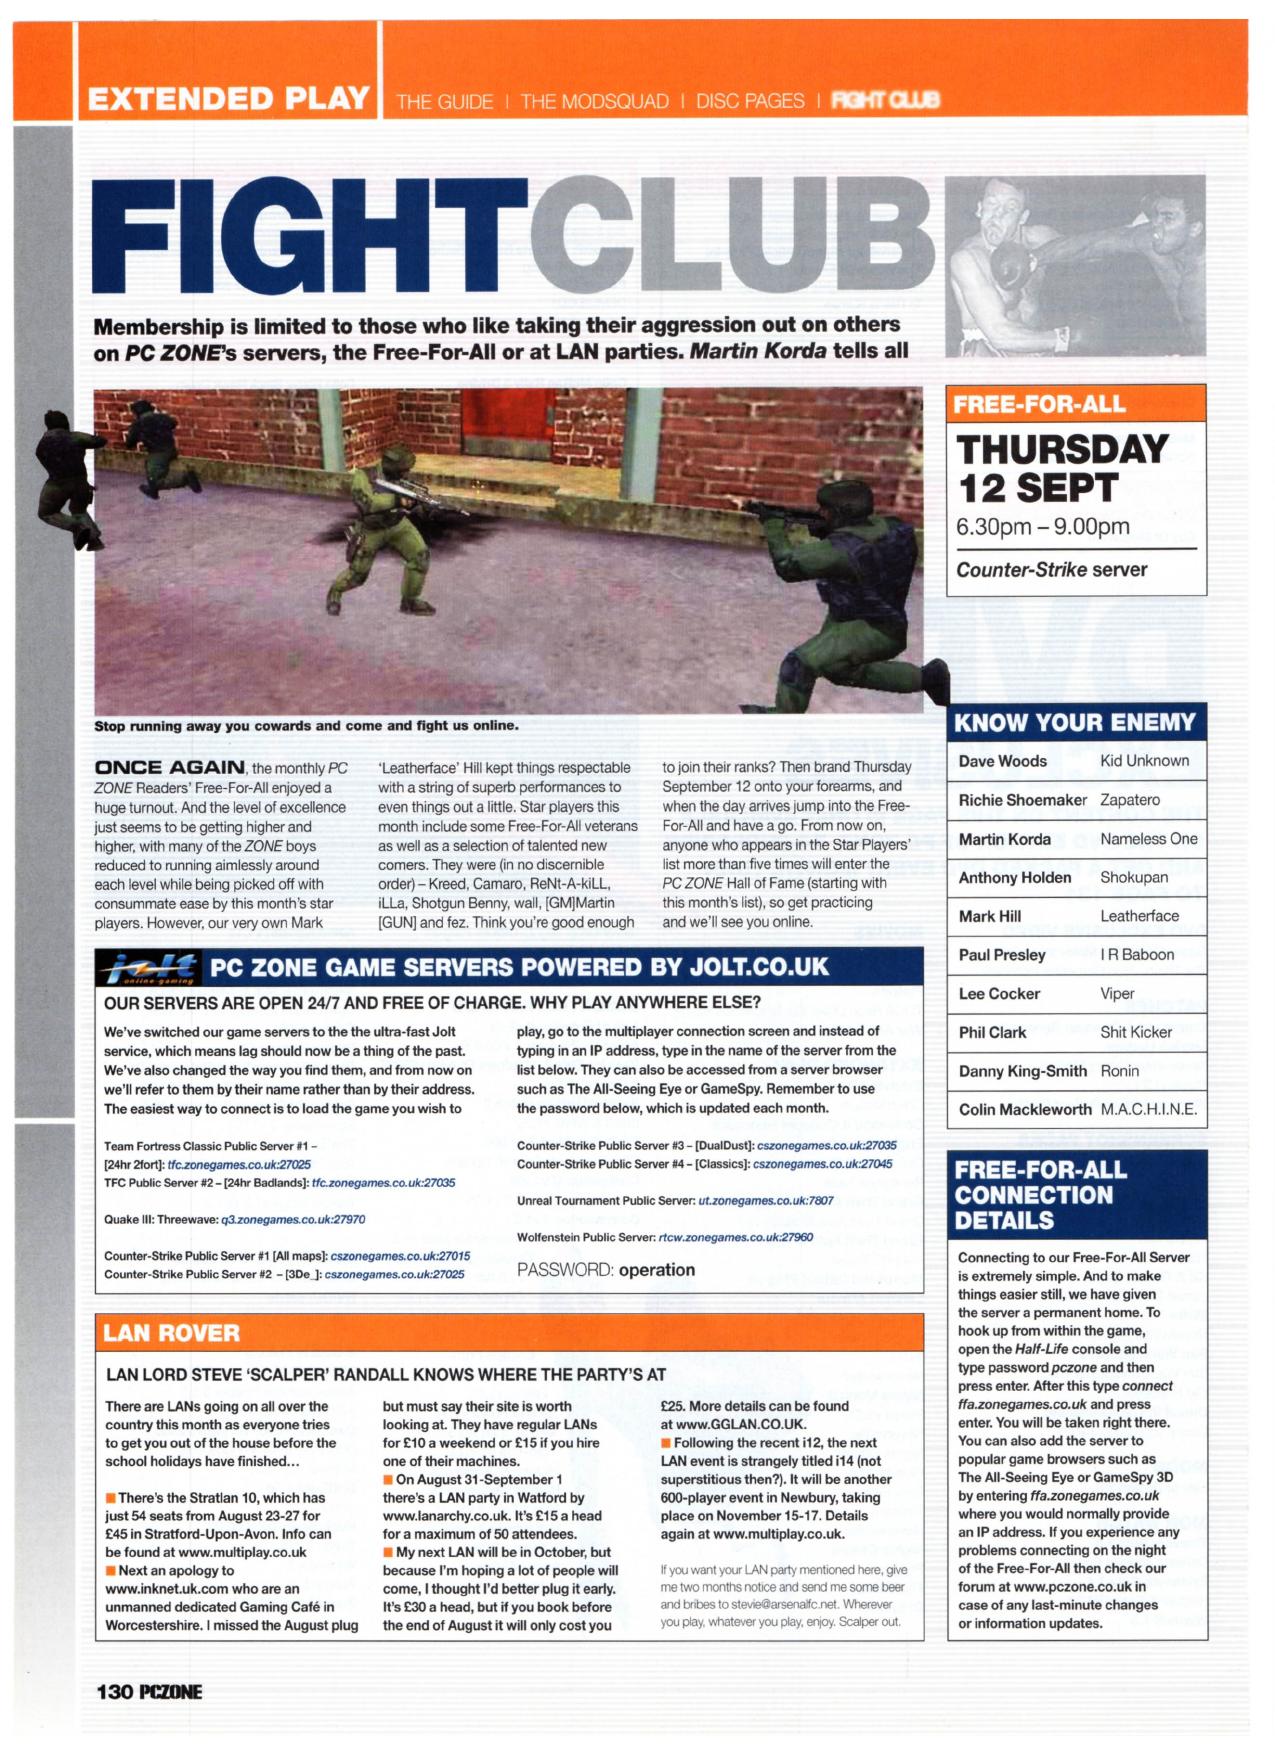 EXTENDED PLAY
THE GUIDE | THE MODSQUAD | DISC PAGES | FIGHT CLUB
FIGHTCLUB
Membership is limited to those who like taking their aggression out on others
on PC ZONE's servers, the Free-For-All or at LAN parties. Martin Korda tells all
Stop running away you cowards and come and fight us online.
ONCE AGAIN, the monthly PC
ZONE Readers' Free-For-All enjoyed a
huge turnout. And the level of excellence
just seems to be getting higher and
higher, with many of the ZONE boys
reduced to running aimlessly around
each level while being picked off with
consummate ease by this month's star
players. However, our very own Mark
'Leatherface' Hill kept things respectable
with a string of superb performances to
even things out a little. Star players this
month include some Free-For-All veterans
as well as a selection of talented new
comers. They were (in no discernible
order) – Kreed, Camaro, ReNt-A-kiLL,
iLLa, Shotgun Benny, wall, [GM]Martin
[GUN] and fez. Think you're good enough
to join their ranks? Then brand Thursday
September 12 onto your forearms, and
when the day arrives jump into the Free-
For-All and have a go. From now on,
anyone who appears in the Star Players'
list more than five times will enter the
PC ZONE Hall of Fame (starting with
this month's list), so get practicing
and we'll see you online.
jolt
online gaming
PC ZONE GAME SERVERS POWERED BY JOLT.CO.UK
OUR SERVERS ARE OPEN 24/7 AND FREE OF CHARGE. WHY PLAY ANYWHERE ELSE?
We've switched our game servers to the the ultra-fast Jolt
service, which means lag should now be a thing of the past.
We've also changed the way you find them, and from now on
we'll refer to them by their name rather than by their address.
The easiest way to connect is to load the game you wish to
play, go to the multiplayer connection screen and instead of
typing in an IP address, type in the name of the server from the
list below. They can also be accessed from a server browser
such as The All-Seeing Eye or GameSpy. Remember to use
the password below, which is updated each month.
Team Fortress Classic Public Server #1 –
[24hr 2fort]: tfc.zonegames.co.uk:27025
TFC Public Server #2 – [24hr Badlands]: tfc.zonegames.co.uk:27035
Quake III: Threewave: q3.zonegames.co.uk:27970
Counter-Strike Public Server #1 [All maps]: cszonegames.co.uk:27015
Counter-Strike Public Server #2 – [3De_]: cszonegames.co.uk:27025
Counter-Strike Public Server #3 – [DualDust]: cszonegames.co.uk:27035
Counter-Strike Public Server #4 – [Classics]: cszonegames.co.uk:27045
Unreal Tournament Public Server: ut.zonegames.co.uk:7807
Wolfenstein Public Server: rtcw.zonegames.co.uk:27960
PASSWORD: operation
LAN ROVER
LAN LORD STEVE 'SCALPER' RANDALL KNOWS WHERE THE PARTY'S AT
There are LANs going on all over the
country this month as everyone tries
to get you out of the house before the
school holidays have finished...
■ There's the Stratlan 10, which has
just 54 seats from August 23-27 for
£45 in Stratford-Upon-Avon. Info can
be found at www.multiplay.co.uk
■ Next an apology to
www.inknet.uk.com who are an
unmanned dedicated Gaming Café in
Worcestershire. I missed the August plug
but must say their site is worth
looking at. They have regular LANs
for £10 a weekend or £15 if you hire
one of their machines.
■ On August 31-September 1
there's a LAN party in Watford by
www.lanarchy.co.uk. It's £15 a head
for a maximum of 50 attendees.
■ My next LAN will be in October, but
because I'm hoping a lot of people will
come, I thought I'd better plug it early.
It's £30 a head, but if you book before
the end of August it will only cost you
£25. More details can be found
at www.GGLAN.CO.UK.
■ Following the recent i12, the next
LAN event is strangely titled i14 (not
superstitious then?). It will be another
600-player event in Newbury, taking
place on November 15-17. Details
again at www.multiplay.co.uk.
If you want your LAN party mentioned here, give
me two months notice and send me some beer
and bribes to stevie@arsenalfc.net. Wherever
you play, whatever you play, enjoy. Scalper out.
FREE-FOR-ALL
THURSDAY
12 SEPT
6.30pm – 9.00pm
Counter-Strike server
KNOW YOUR ENEMY
Dave Woods Kid Unknown
Richie Shoemaker Zapatero
Martin Korda Nameless One
Anthony Holden Shokupan
Mark Hill Leatherface
Paul Presley I R Baboon
Lee Cocker Viper
Phil Clark Shit Kicker
Danny King-Smith Ronin
Colin Mackleworth M.A.C.H.I.N.E.
FREE-FOR-ALL
CONNECTION
DETAILS
Connecting to our Free-For-All Server
is extremely simple. And to make
things easier still, we have given
the server a permanent home. To
hook up from within the game,
open the Half-Life console and
type password pczone and then
press enter. After this type connect
ffa.zonegames.co.uk and press
enter. You will be taken right there.
You can also add the server to
popular game browsers such as
The All-Seeing Eye or GameSpy 3D
by entering ffa.zonegames.co.uk
where you would normally provide
an IP address. If you experience any
problems connecting on the night
of the Free-For-All then check our
forum at www.pczone.co.uk in
case of any last-minute changes
or information updates.
130 PCZONE